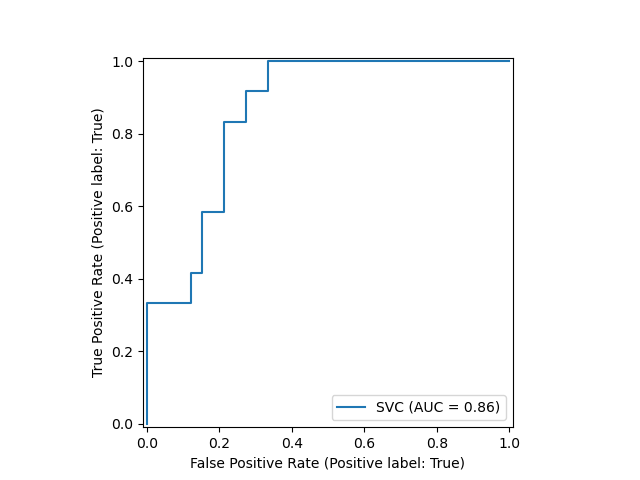 1.0
0.8
0.6
0.4
0.2
0.0
True Positive Rate (Positive label: True)
SVC (AUC = 0.86)
0.0 0.2 0.4 0.6 0.8 1.0
False Positive Rate (Positive label: True)